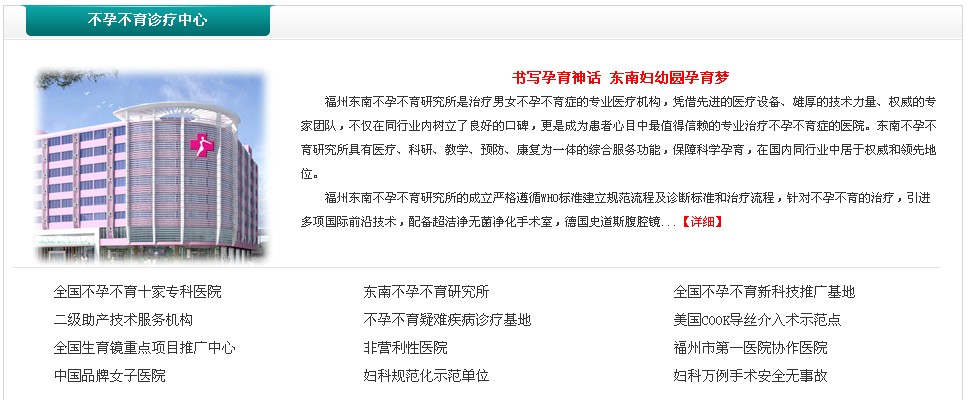 不孕不育诊疗中心
书写孕育神话 东南妇幼圆孕育梦
福州东南不孕不育研究所是治疗男女不孕不育症的专业医疗机构，凭借先进的医疗设备、雄厚的技术力量、权威的专
家团队，不仅在同行业内树立了良好的口碑，更是成为患者心目中最值得信赖的专业治疗不孕不育症的医院。东南不孕不
育研究所具有医疗、科研、教学、预防、康复为一体的综合服务功能，保障科学孕育，在国内同行业中居于权威和领先地
位。
福州东南不孕不育研究所的成立严格遵循WHO标准建立规范流程及诊断标准和治疗流程，针对不孕不育的治疗，引进
多项国际前沿技术，配备超洁净无菌净化手术室，德国史道斯腹腔镜...【详细】
全国不孕不育十家专科医院 东南不孕不育研究所 全国不孕不育新科技推广基地
二级助产技术服务机构 不孕不育疑难疾病诊疗基地 美国COOK导丝介入术示范点
全国生育镜重点项目推广中心 非营利性医院 福州市第一医院协作医院
中国品牌女子医院 妇科规范化示范单位 妇科万例手术安全无事故